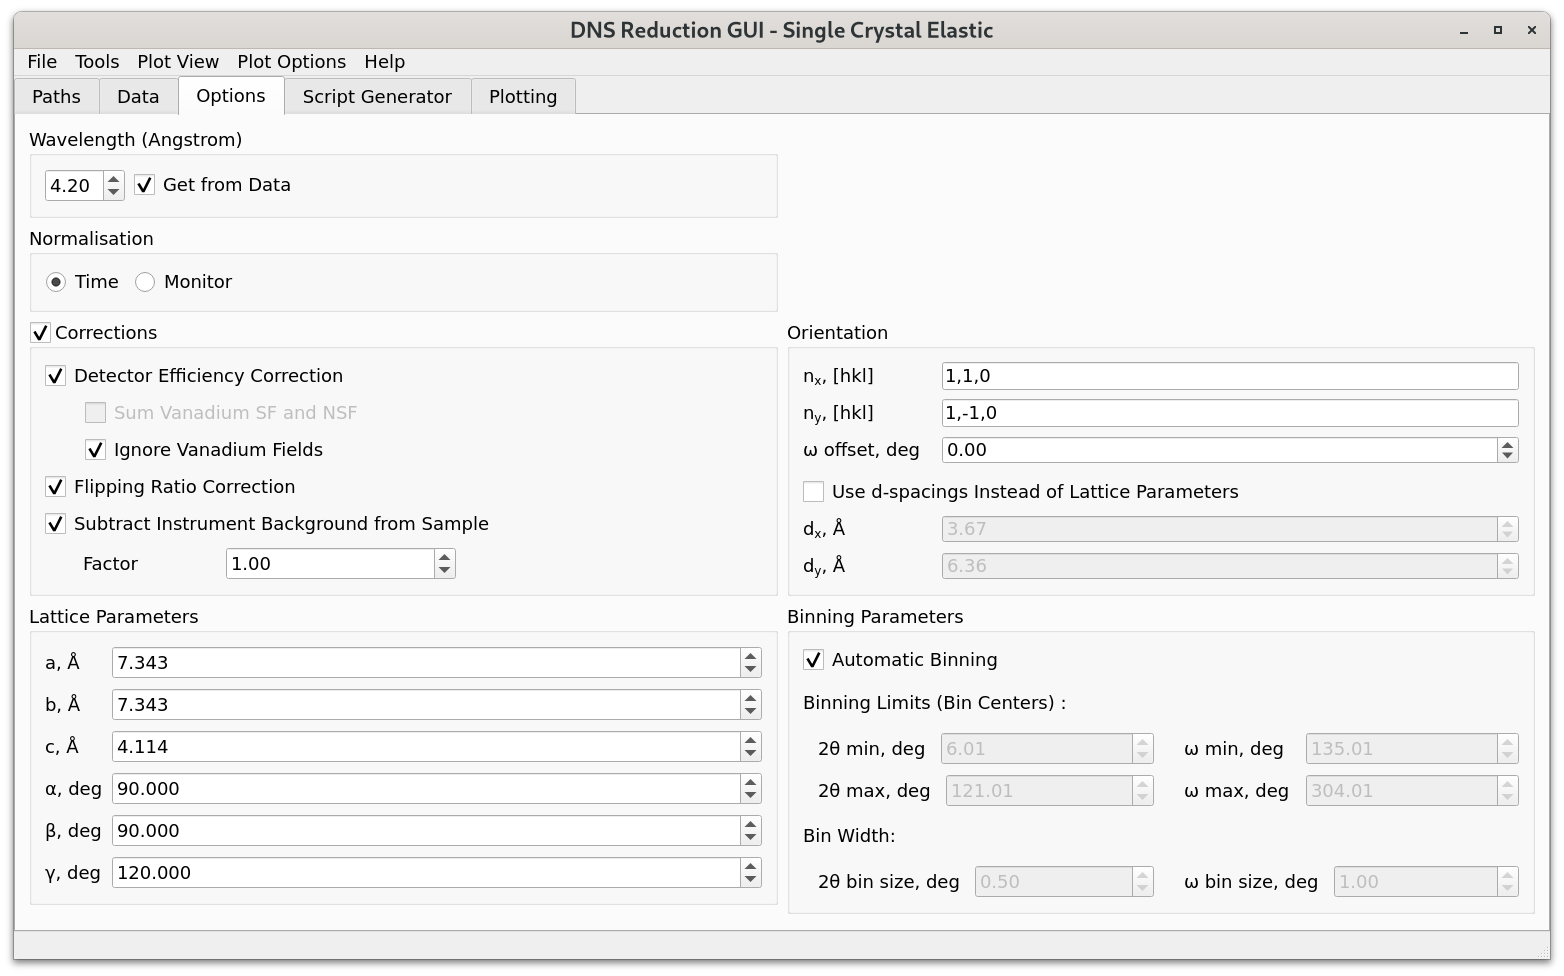 DNS Reduction GUI - Single Crystal Elastic
File Tools Plot View Plot Options Help
Paths Data Options Script Generator Plotting
Wavelength (Angstrom)
4.20 Get from Data
Normalisation
Time Monitor
Corrections
Detector Efficiency Correction
Sum Vanadium SF and NSF
Ignore Vanadium Fields
Flipping Ratio Correction
Subtract Instrument Background from Sample
Factor 1.00
Orientation
nx, [hkl] 1,1,0
ny, [hkl] 1,-1,0
ω offset, deg 0.00
Use d-spacings Instead of Lattice Parameters
dx, Å 3.67
dy, Å 6.36
Lattice Parameters
a, Å 7.343
b, Å 7.343
c, Å 4.114
α, deg 90.000
β, deg 90.000
γ, deg 120.000
Binning Parameters
Automatic Binning
Binning Limits (Bin Centers) :
2θ min, deg 6.01 ω min, deg 135.01
2θ max, deg 121.01 ω max, deg 304.01
Bin Width:
2θ bin size, deg 0.50 ω bin size, deg 1.00